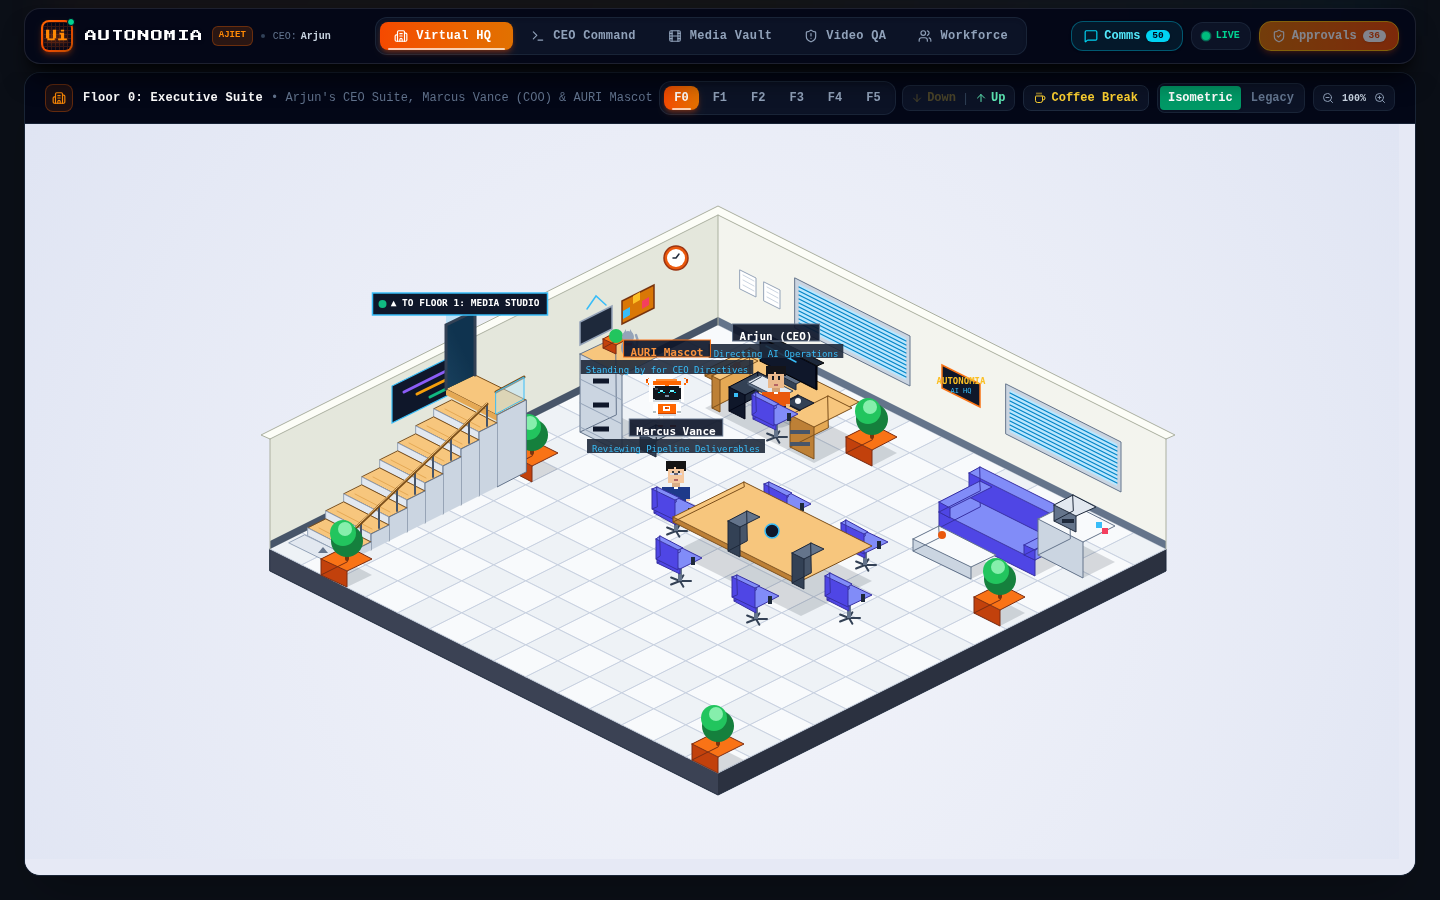 Ui AUTONOMIA AJIET • CEO: Arjun Virtual HQ CEO Command Media Vault Video QA Workforce Comms 50 LIVE Approvals 36
Floor 0: Executive Suite • Arjun's CEO Suite, Marcus Vance (COO) & AURI Mascot F0 F1 F2 F3 F4 F5 Down | Up Coffee Break Isometric Legacy 100%
▲ TO FLOOR 1: MEDIA STUDIO
Arjun (CEO)
Directing AI Operations
AURI Mascot
Standing by for CEO Directives
AUTONOMIA
AI HQ
Marcus Vance
Reviewing Pipeline Deliverables